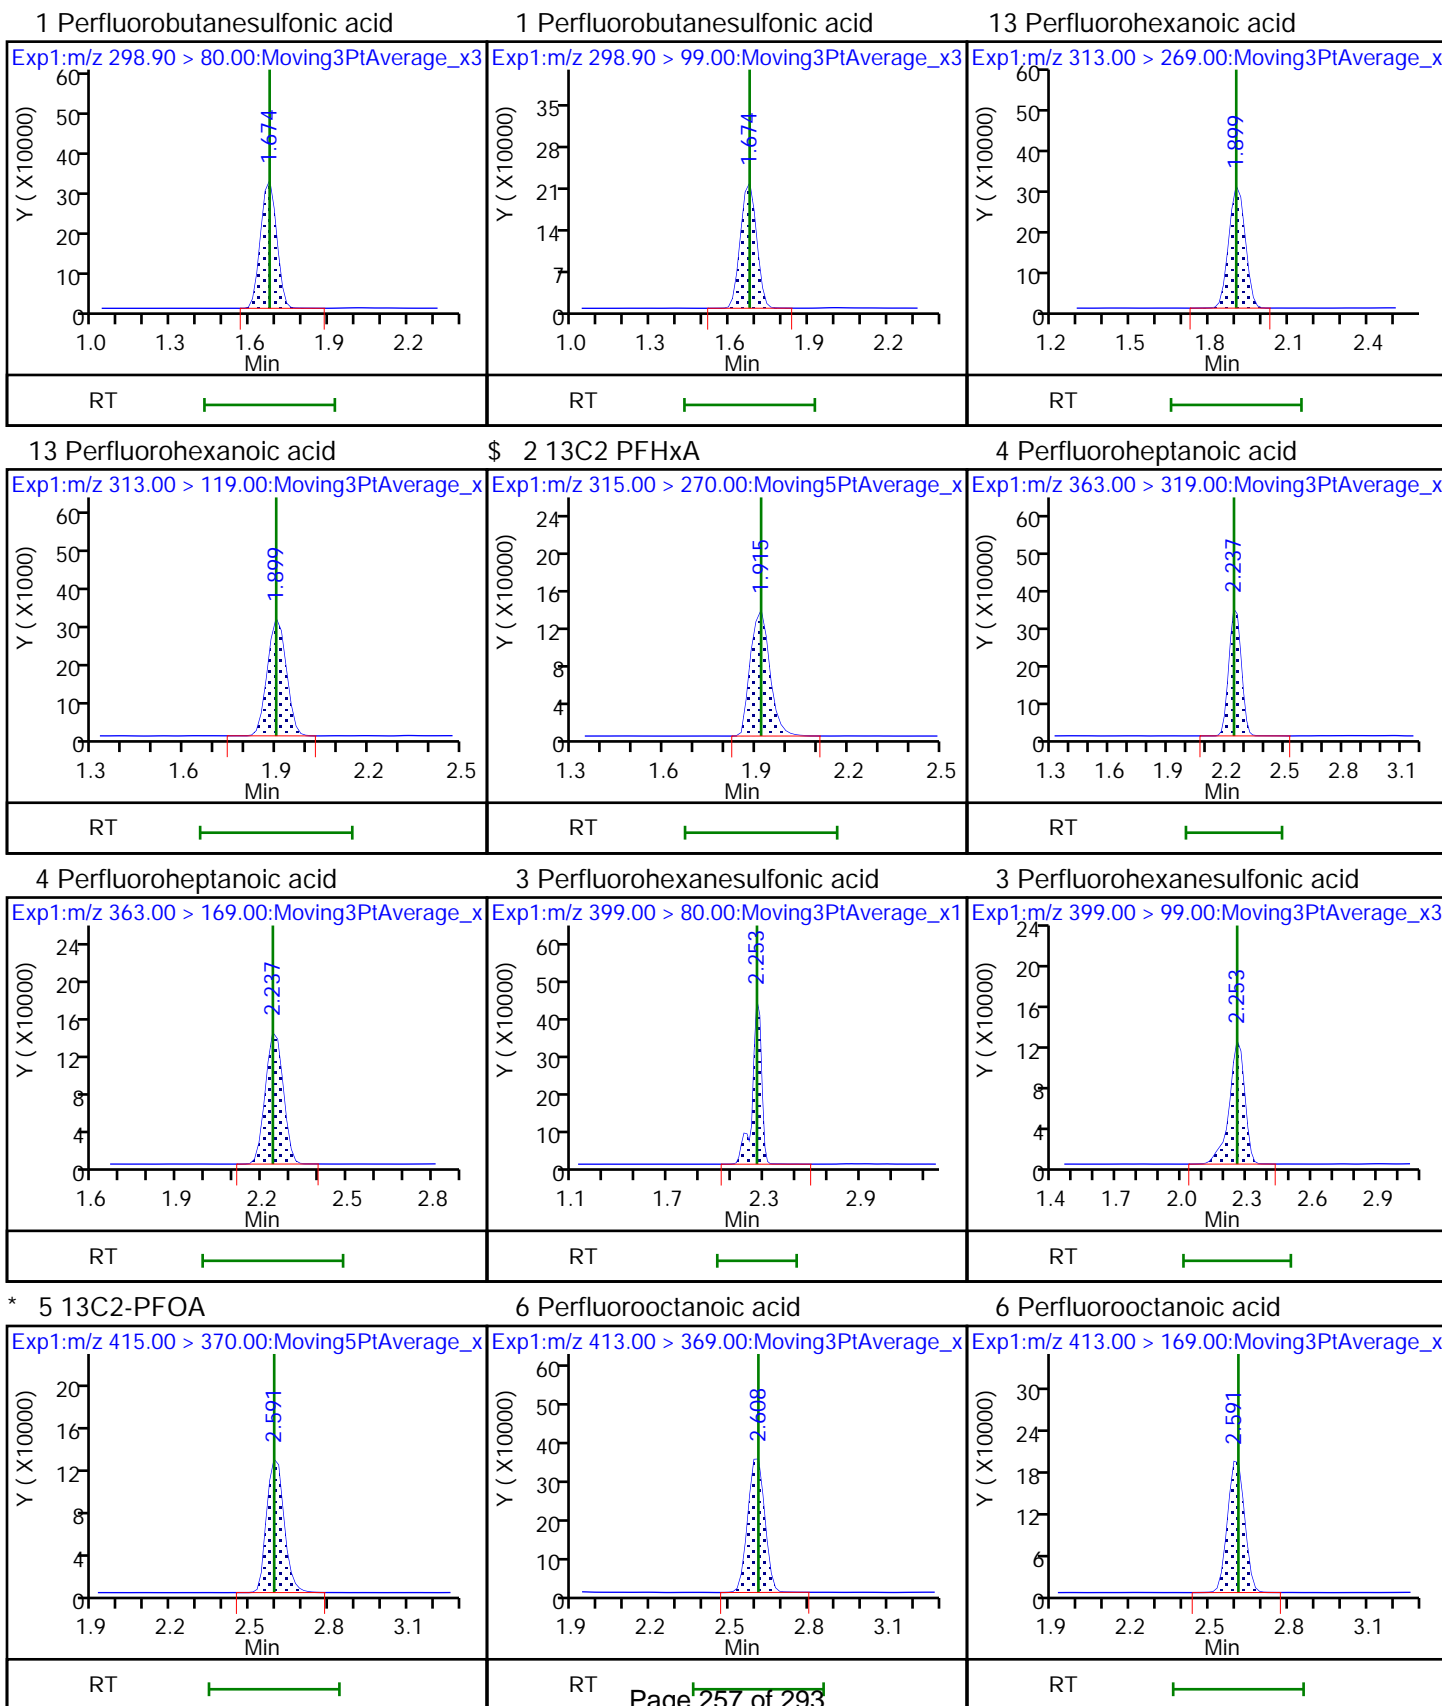 1 Perfluorobutanesulfonic acid
1 Perfluorobutanesulfonic acid
13 Perfluorohexanoic acid
Exp1:m/z 298.90 > 80.00:Moving3PtAverage_x3
Exp1:m/z 298.90 > 99.00:Moving3PtAverage_x3
Exp1:m/z 313.00 > 269.00:Moving3PtAverage_x
Y ( X10000)
60
50
40
30
20
10
0
1.674
1.0 1.3 1.6 1.9 2.2
Min
RT
Y ( X10000)
35
28
21
14
7
0
1.674
1.0 1.3 1.6 1.9 2.2
Min
RT
Y ( X10000)
60
50
40
30
20
10
0
1.899
1.2 1.5 1.8 2.1 2.4
Min
RT
13 Perfluorohexanoic acid
$ 2 13C2 PFHxA
4 Perfluoroheptanoic acid
Exp1:m/z 313.00 > 119.00:Moving3PtAverage_x
Exp1:m/z 315.00 > 270.00:Moving5PtAverage_x
Exp1:m/z 363.00 > 319.00:Moving3PtAverage_x
Y ( X1000)
60
50
40
30
20
10
0
1.899
1.3 1.6 1.9 2.2 2.5
Min
RT
Y ( X10000)
24
20
16
12
8
4
0
1.915
1.3 1.6 1.9 2.2 2.5
Min
RT
Y ( X10000)
60
50
40
30
20
10
0
2.237
1.3 1.6 1.9 2.2 2.5 2.8 3.1
Min
RT
4 Perfluoroheptanoic acid
3 Perfluorohexanesulfonic acid
3 Perfluorohexanesulfonic acid
Exp1:m/z 363.00 > 169.00:Moving3PtAverage_x
Exp1:m/z 399.00 > 80.00:Moving3PtAverage_x1
Exp1:m/z 399.00 > 99.00:Moving3PtAverage_x3
Y ( X10000)
24
20
16
12
8
4
0
2.237
1.6 1.9 2.2 2.5 2.8
Min
RT
Y ( X10000)
60
50
40
30
20
10
0
2.253
1.1 1.7 2.3 2.9
Min
RT
Y ( X10000)
24
20
16
12
8
4
0
2.253
1.4 1.7 2.0 2.3 2.6 2.9
Min
RT
* 5 13C2-PFOA
6 Perfluorooctanoic acid
6 Perfluorooctanoic acid
Exp1:m/z 415.00 > 370.00:Moving5PtAverage_x
Exp1:m/z 413.00 > 369.00:Moving3PtAverage_x
Exp1:m/z 413.00 > 169.00:Moving3PtAverage_x
Y ( X10000)
20
16
12
8
4
0
2.591
1.9 2.2 2.5 2.8 3.1
Min
RT
Y ( X10000)
60
50
40
30
20
10
0
2.608
1.9 2.2 2.5 2.8 3.1
Min
RT
Y ( X10000)
30
24
18
12
6
0
2.591
1.9 2.2 2.5 2.8 3.1
Min
RT
Page 257 of 293